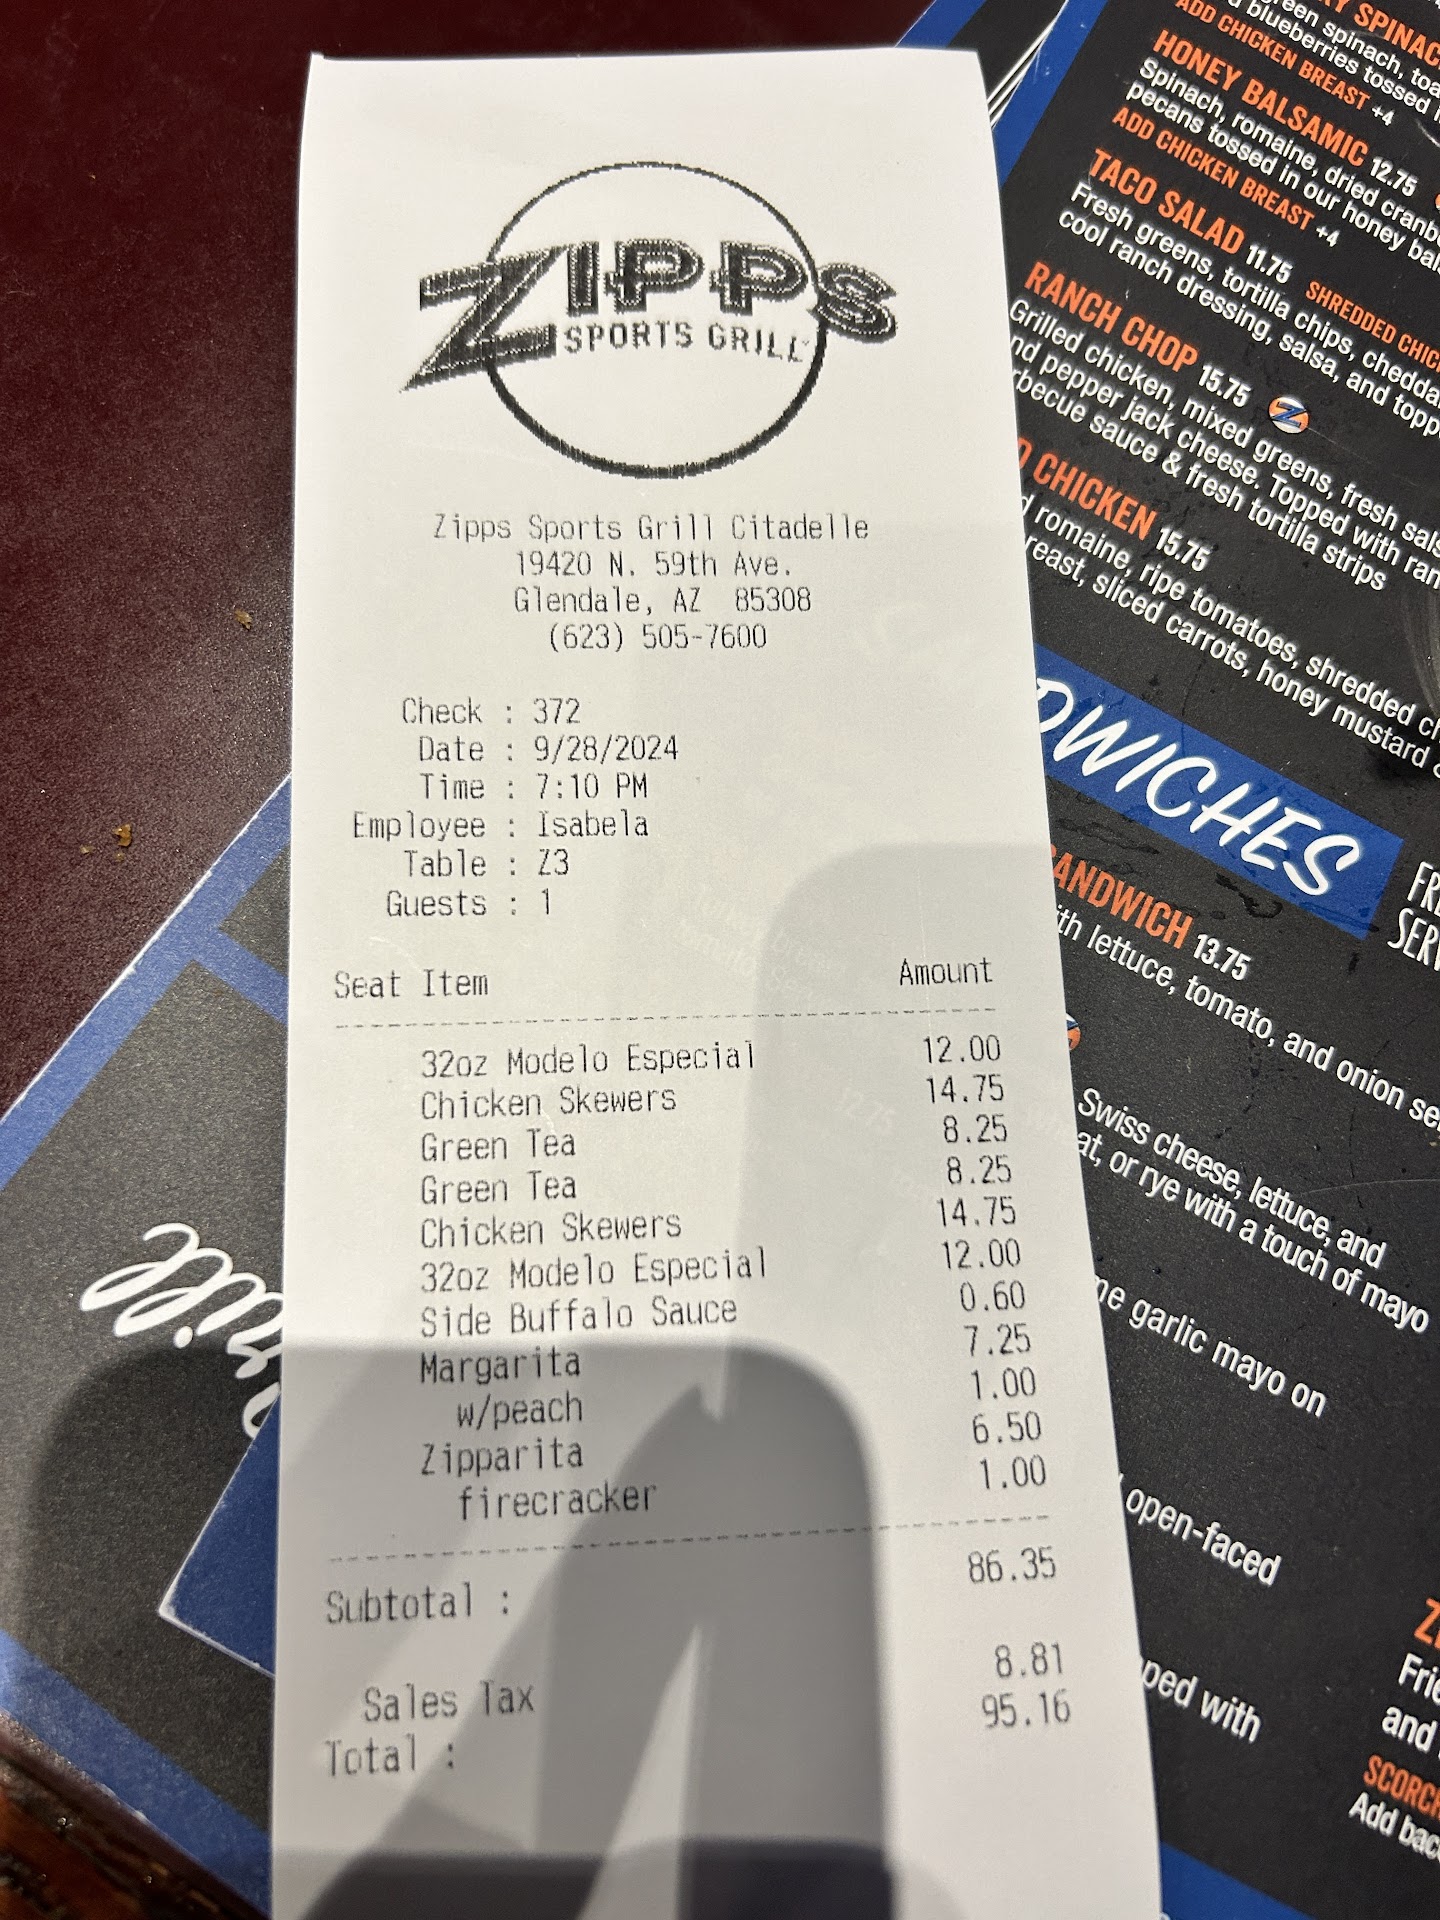 ZIPPS
SPORTS GRILL
Zipps Sports Grill Citadelle
19420 N. 59th Ave.
Glendale, AZ 85308
(623) 505-7600
Check : 372
Date : 9/28/2024
Time : 7:10 PM
Employee : Isabela
Table : Z3
Guests : 1
Seat Item Amount
32oz Modelo Especial 12.00
Chicken Skewers 14.75
Green Tea 8.25
Green Tea 8.25
Chicken Skewers 14.75
32oz Modelo Especial 12.00
Side Buffalo Sauce 0.60
Margarita 7.25
w/peach 1.00
Zipparita 6.50
firecracker 1.00
Subtotal : 86.35
Sales Tax 8.81
Total : 95.16
blueberries tossed
ADD CHICKEN BREAST +4
HONEY BALSAMIC 12.75
Spinach, romaine, dried
pecans tossed in our honey
ADD CHICKEN BREAST +4
TACO SALAD 11.75 SHREDDED
Fresh greens, tortilla chips,
cool ranch dressing, salsa, and
RANCH CHOP 15.75
Grilled chicken, mixed greens, fresh
pepper jack cheese. Topped with
sauce & fresh tortilla strips
CHICKEN 15.75
romaine, ripe tomatoes, shredded
sliced carrots, honey mustard
13.75
lettuce, tomato, and onion
Swiss cheese, lettuce, and
or rye with a touch of mayo
garlic mayo on
open-faced
with
and
Add